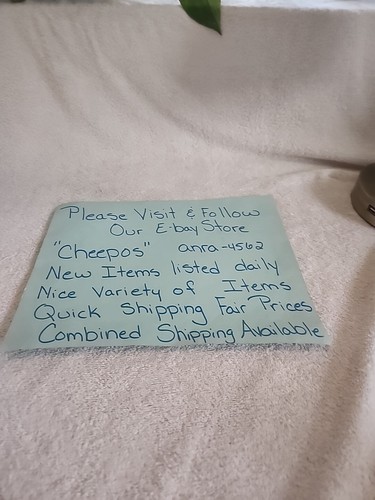 Please Visit & Follow
Our E-bay Store
"Cheepos" anra-4562
New Items listed daily
Nice Variety of Items
Quick Shipping Fair Prices
Combined Shipping Available